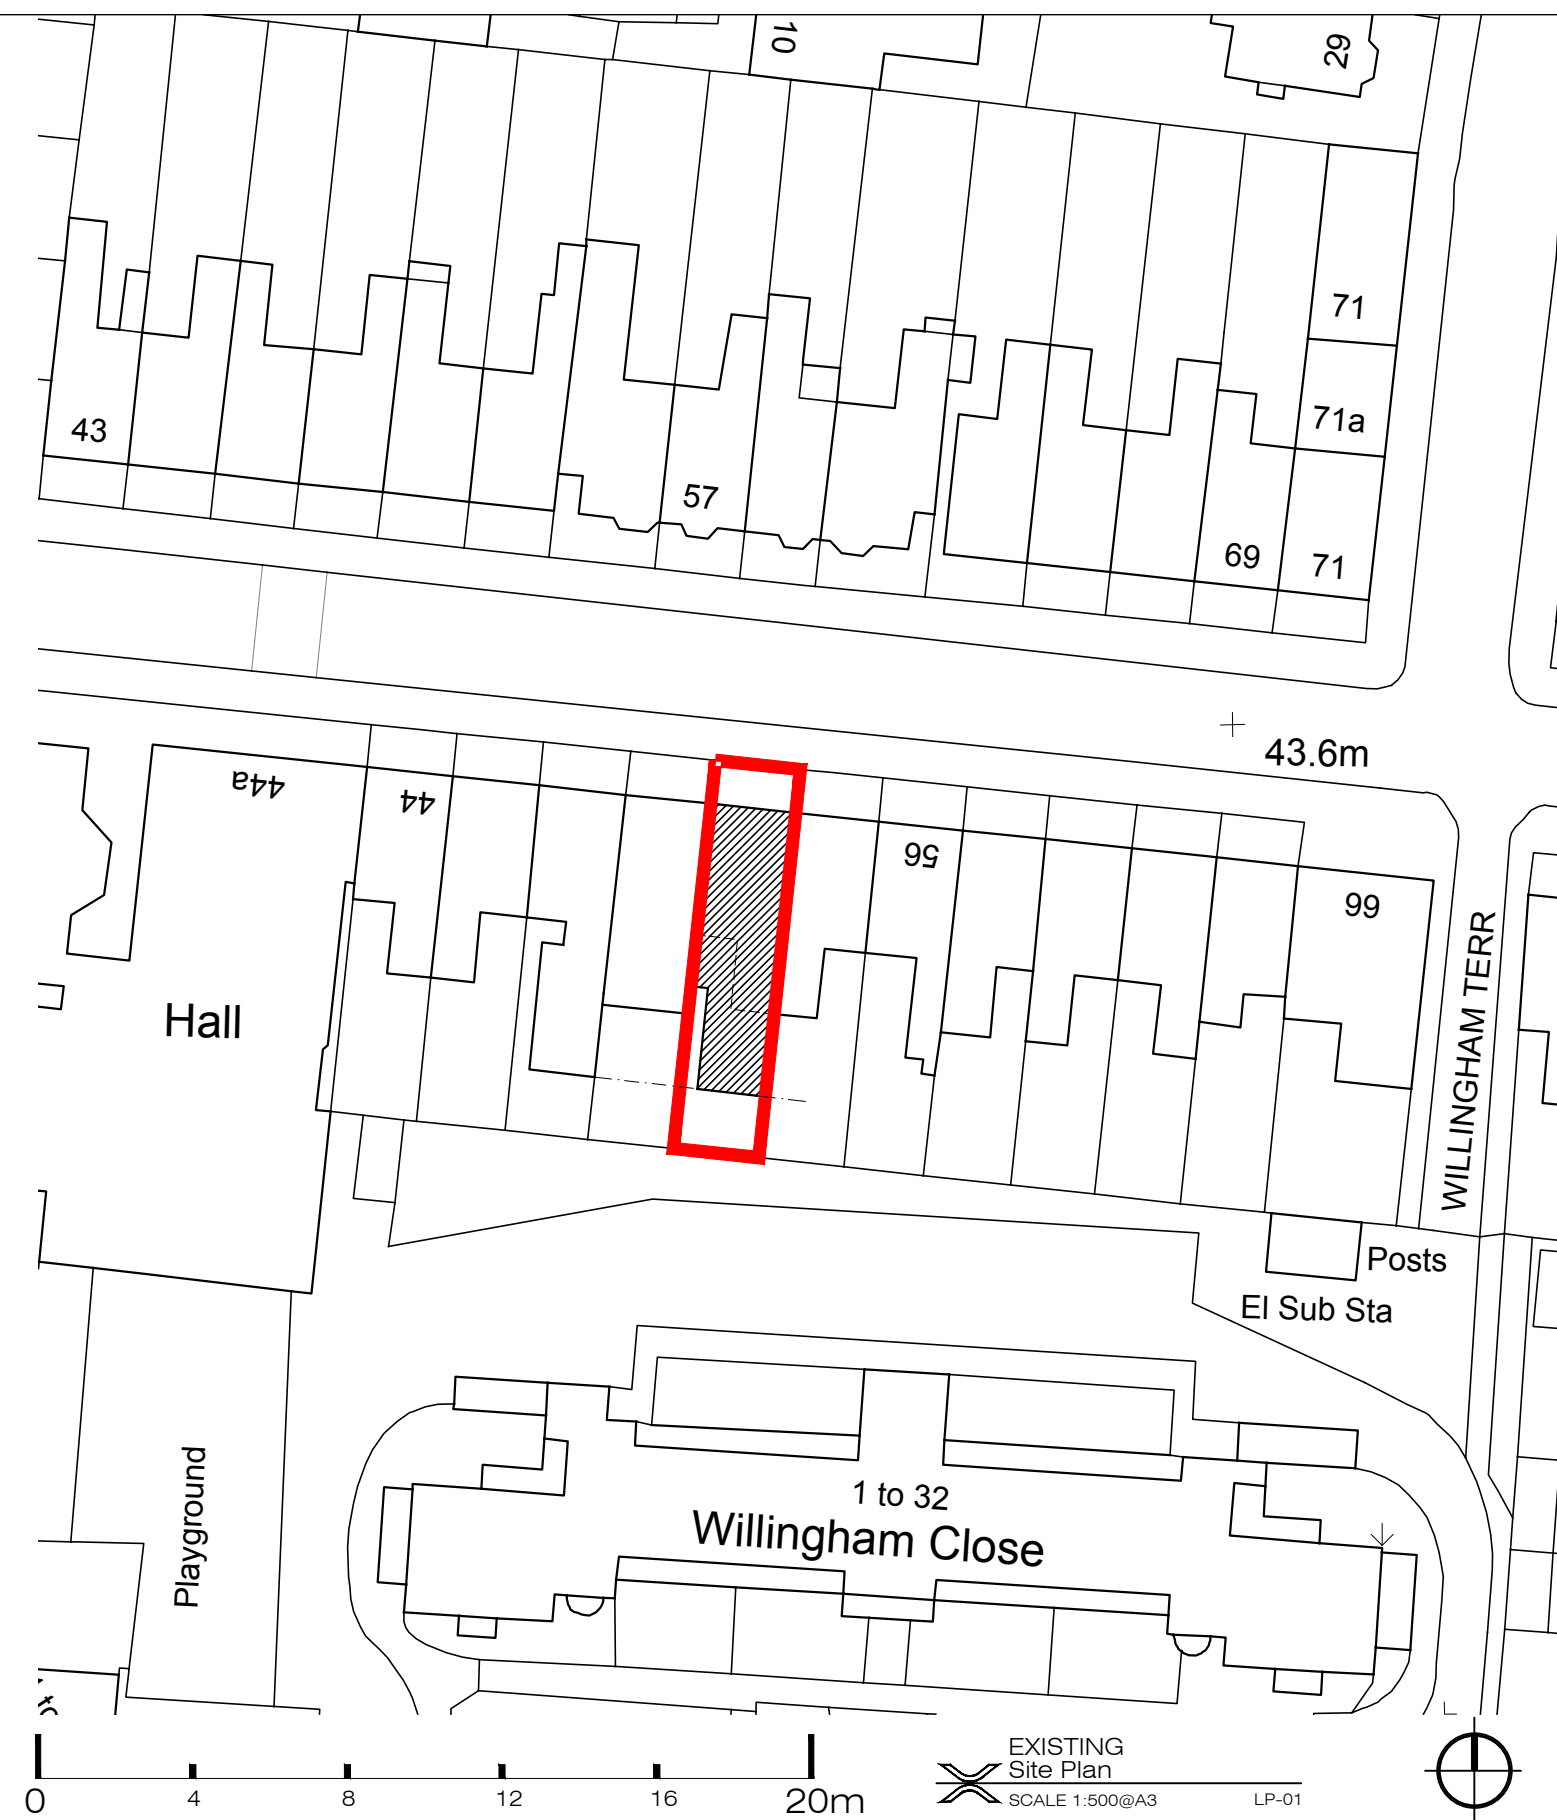 10
29
71
71a
43
57
69
71
43.6m
44a
44
56
66
Hall
WILLINGHAM TERR
Posts
El Sub Sta
1 to 32
Willingham Close
Playground
0
4
8
12
16
20m
EXISTING
Site Plan
SCALE 1:500@A3 LP-01